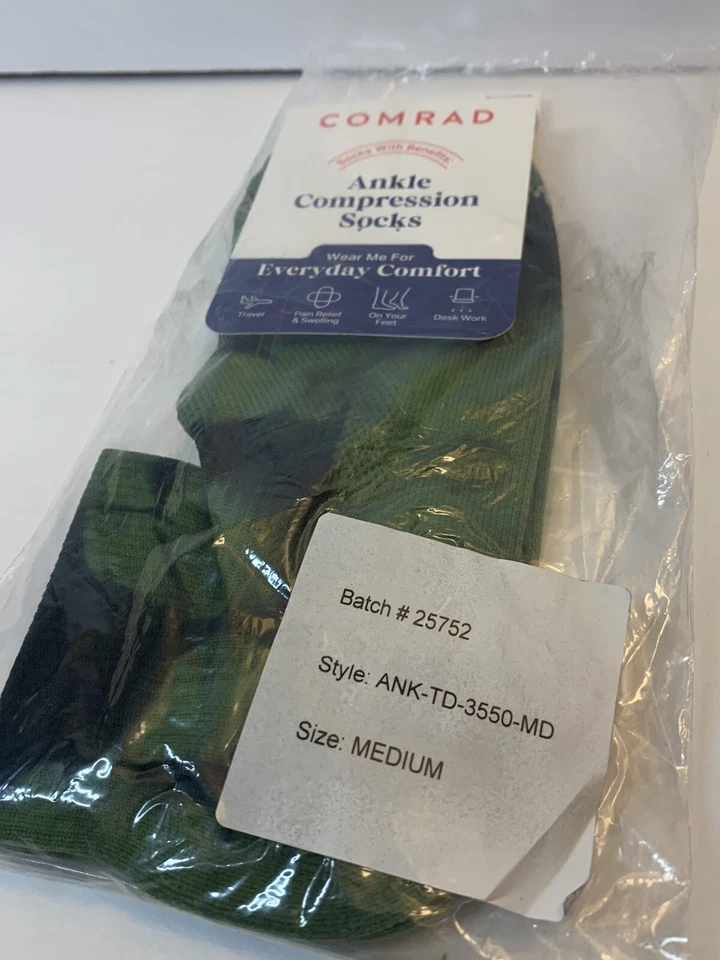 COMRAD
Socks With Benefits
Ankle
Compression
Socks
Wear Me For
Everyday Comfort
Travel
Pain Relief
& Swelling
On Your
Feet
Desk Work
Batch # 25752
Style: ANK-TD-3550-MD
Size: MEDIUM